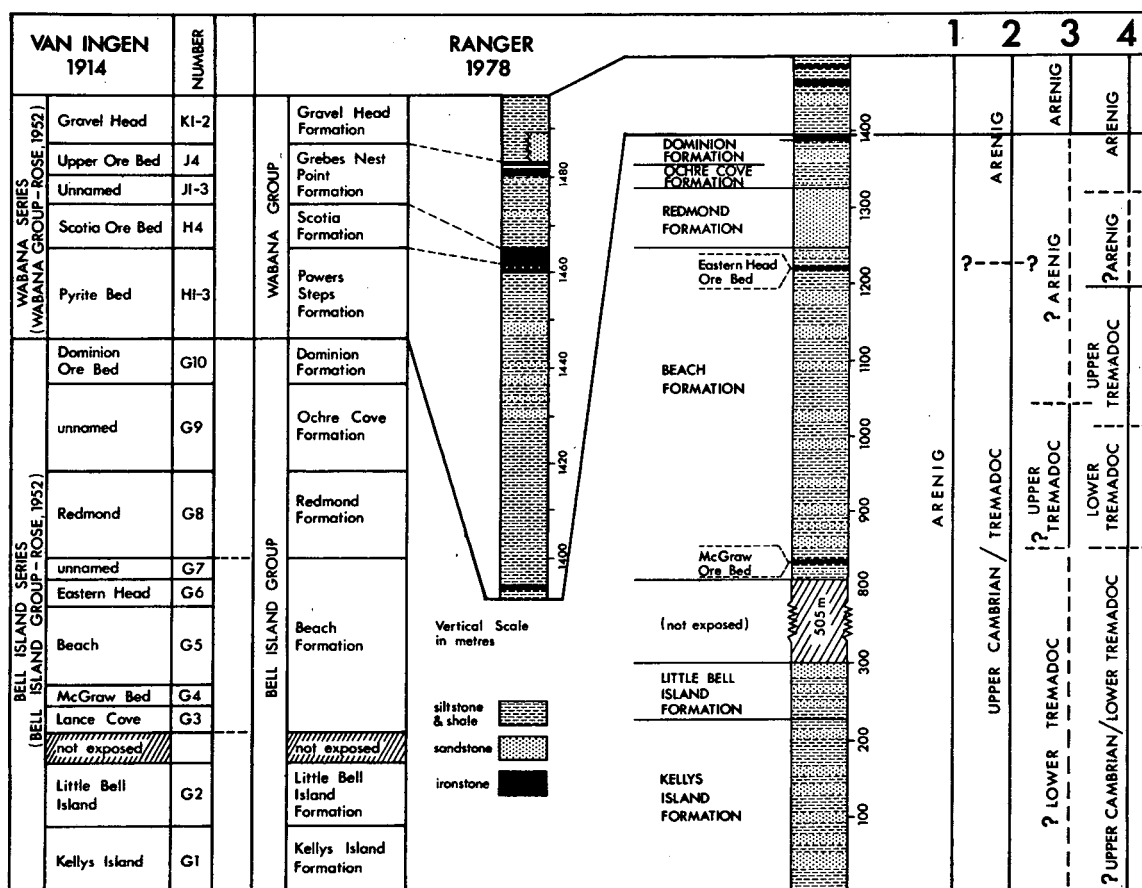 VAN INGEN
1914
NUMBER
RANGER
1978
1
2
3
4
WABANA SERIES
(WABANA GROUP-ROSE, 1952)
Gravel Head
K1-2
Upper Ore Bed
J4
Unnamed
J1-3
Scotia Ore Bed
H4
Pyrite Bed
H1-3
BELL ISLAND SERIES
(BELL ISLAND GROUP-ROSE, 1952)
Dominion
Ore Bed
G10
unnamed
G9
Redmond
G8
unnamed
G7
Eastern Head
G6
Beach
G5
McGraw Bed
G4
Lance Cove
G3
not exposed
Little Bell
Island
G2
Kellys Island
G1
WABANA GROUP
Gravel Head
Formation
Grebes Nest
Point
Formation
Scotia
Formation
Powers
Steps
Formation
BELL ISLAND GROUP
Dominion
Formation
Ochre Cove
Formation
Redmond
Formation
Beach
Formation
not exposed
Little Bell
Island
Formation
Kellys Island
Formation
1480
1460
1440
1420
1400
Vertical Scale
in metres
siltstone
& shale
sandstone
ironstone
DOMINION
FORMATION
OCHRE COVE
FORMATION
REDMOND
FORMATION
Eastern Head
Ore Bed
BEACH
FORMATION
McGraw
Ore Bed
(not exposed)
505 m
LITTLE BELL
ISLAND
FORMATION
KELLYS
ISLAND
FORMATION
1400
1300
1200
1100
1000
900
800
300
200
100
ARENIG
ARENIG
?
?
UPPER CAMBRIAN / TREMADOC
ARENIG
? ARENIG
UPPER
? TREMADOC
? LOWER TREMADOC
ARENIG
? ARENIG
UPPER
TREMADOC
LOWER
TREMADOC
? UPPER CAMBRIAN / LOWER TREMADOC